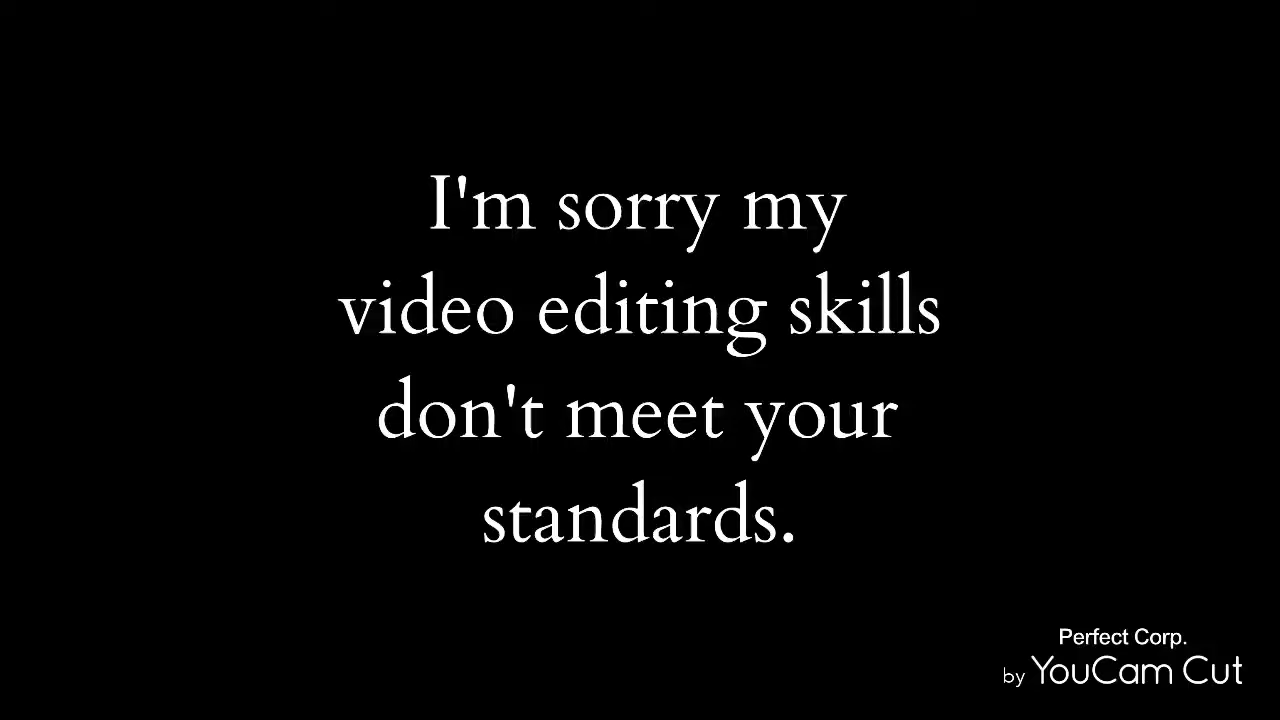 I'm sorry my
video editing skills
don't meet your
standards.
Perfect Corp.
by YouCam Cut